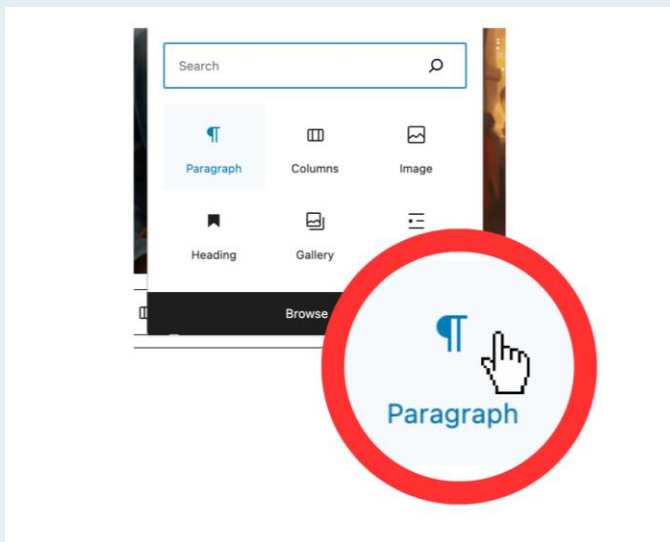 Search
Paragraph Columns Image
Heading Gallery
Browse
¶
Paragraph